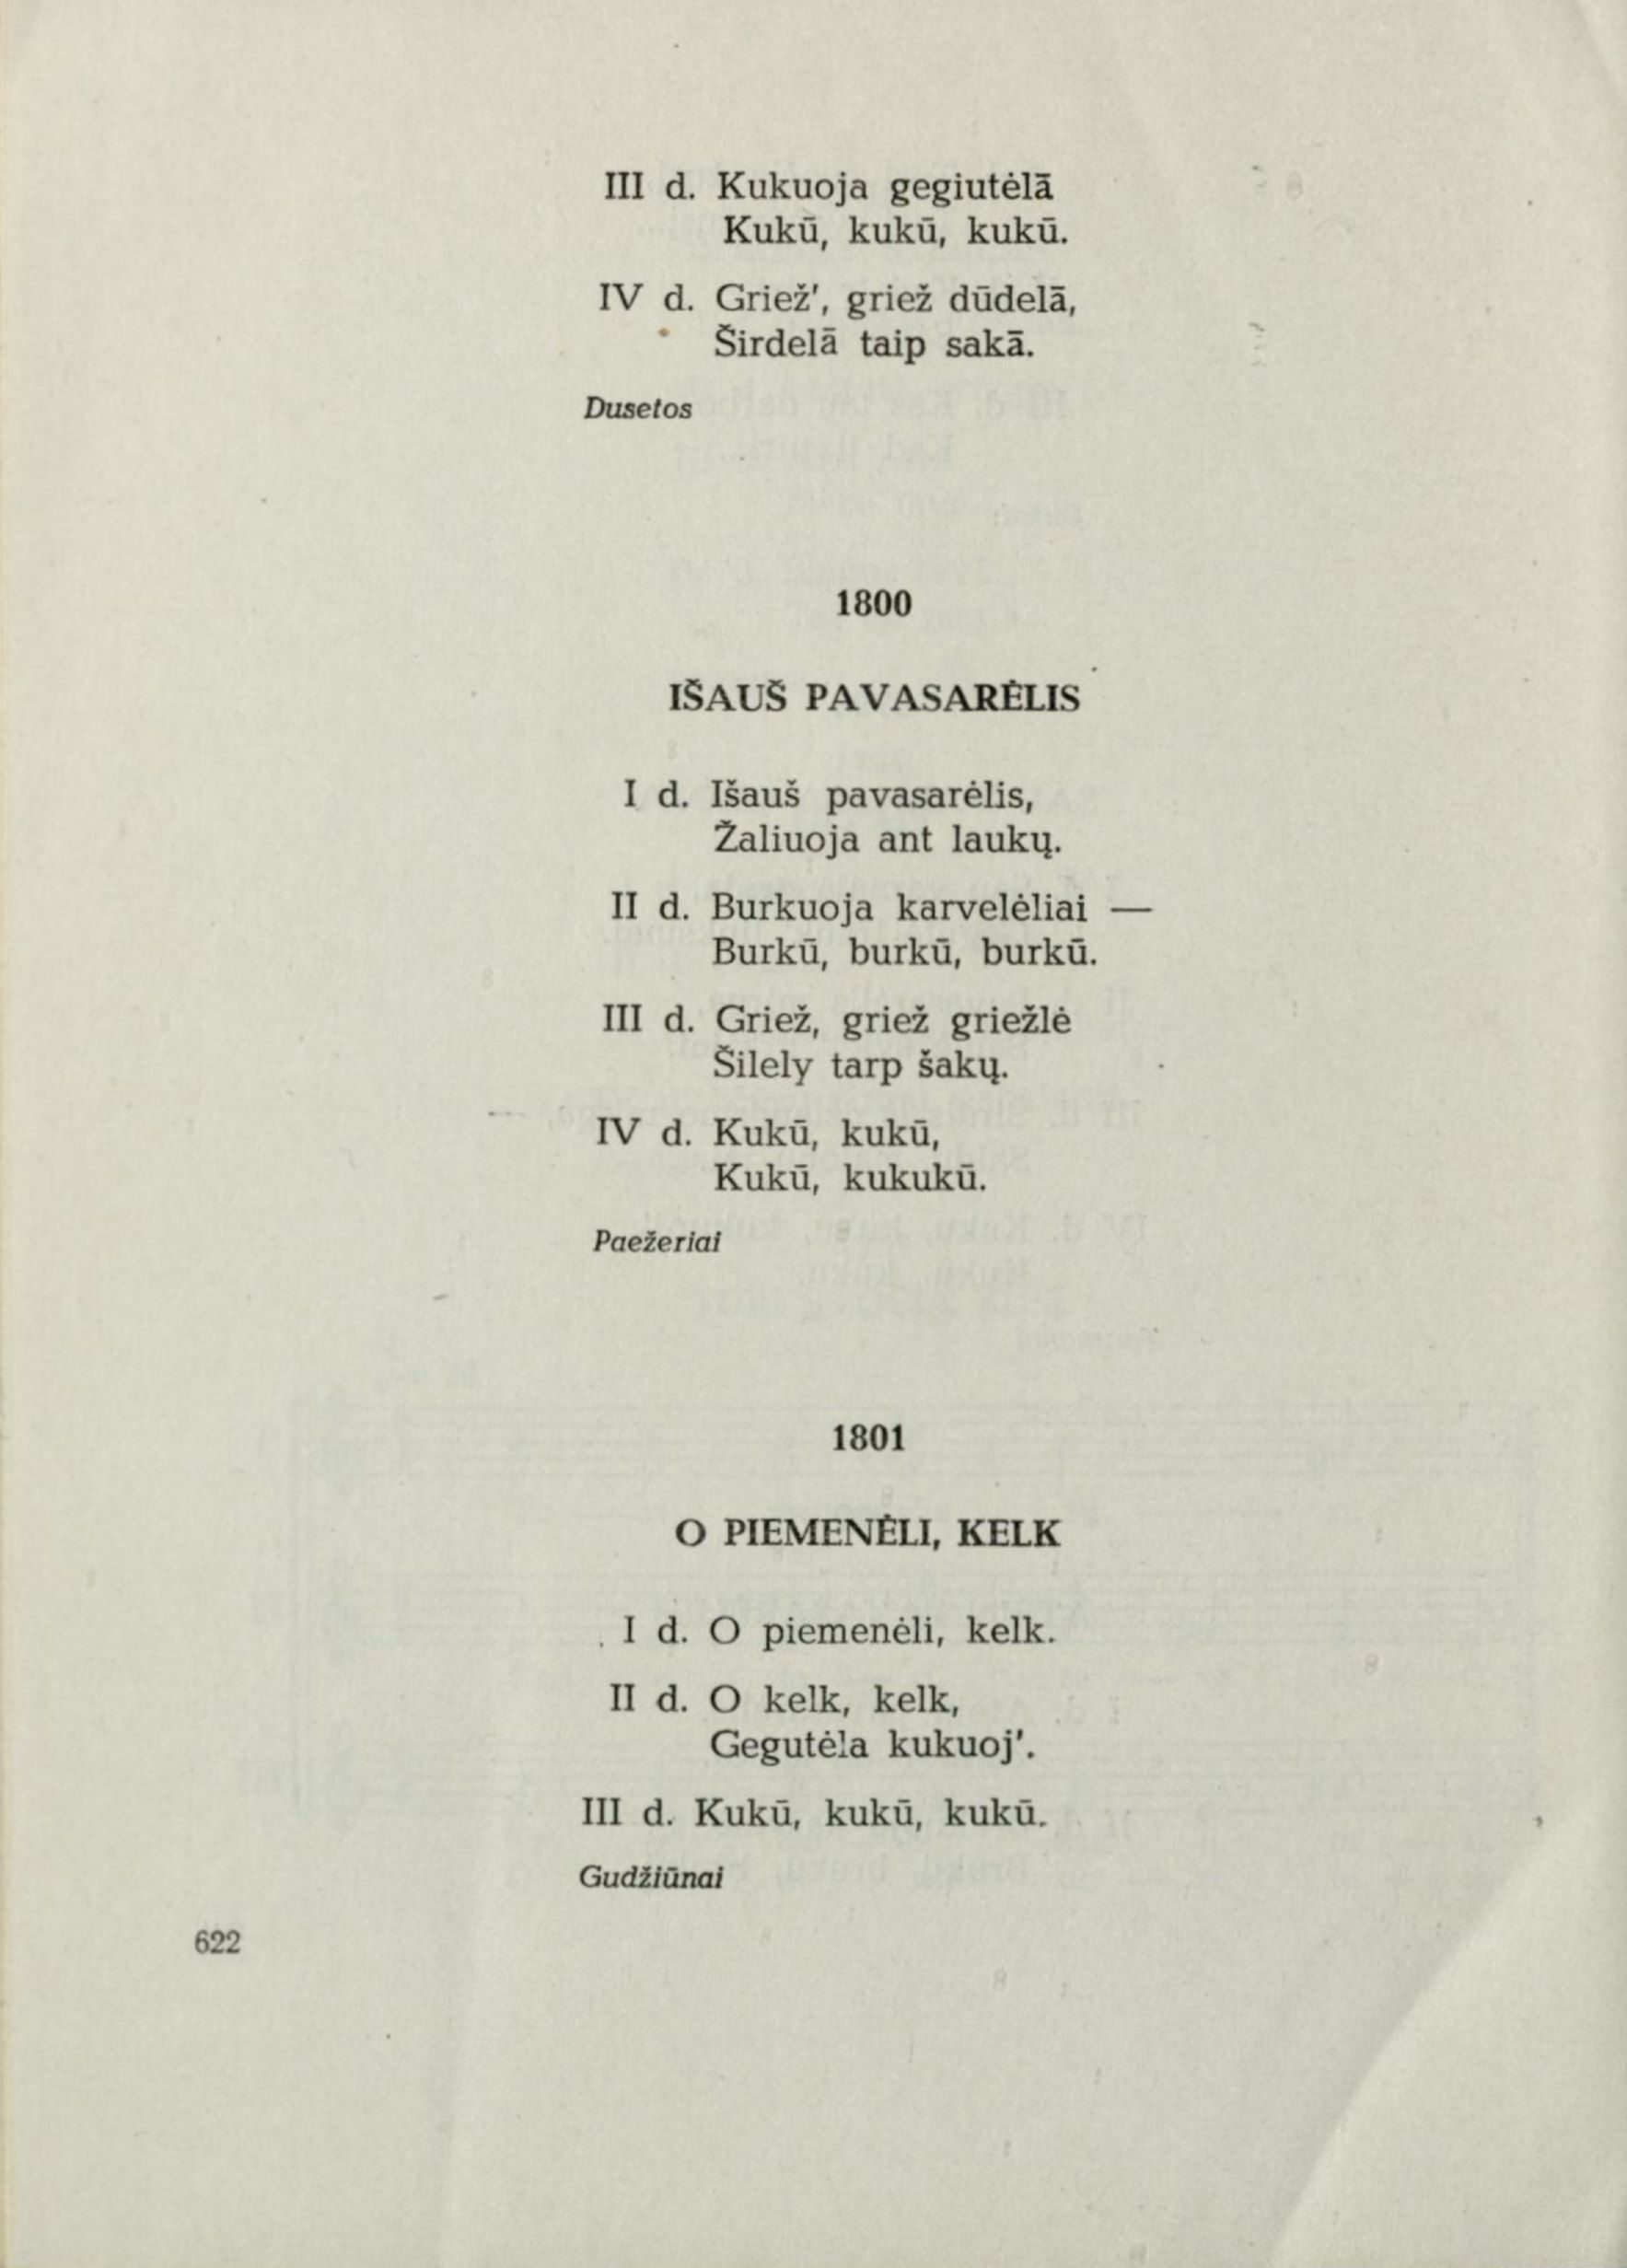 III d. Kukuoja gegiutėlā
Kukū, kukū, kukū.
IV d. Griež', griež dūdelā,
Širdelā taip sakā.
Dusetos
1800
IŠAUŠ PAVASARĖLIS
I d. Išauš pavasarėlis,
Žaliuoja ant laukų.
II d. Burkuoja karvelėliai —
Burkū, burkū, burkū.
III d. Griež, griež griežlė
Šilely tarp šakų.
IV d. Kukū, kukū,
Kukū, kukukū.
Paežeriai
1801
O PIEMENĖLI, KELK
I d. O piemenėli, kelk.
II d. O kelk, kelk,
Gegutėla kukuoj'.
III d. Kukū, kukū, kukū.
Gudžiūnai
622